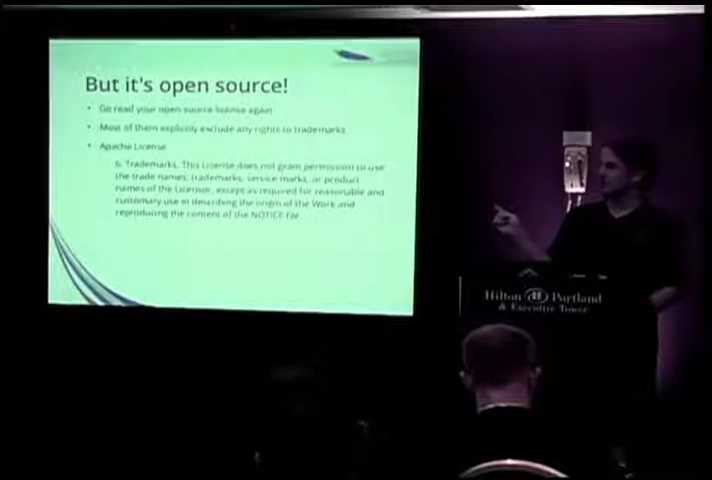 But it's open source!
• Go read your open source license again
• Most of them explicitly exclude any rights to trademarks
• Apache License
6. Trademarks. This License does not grant permission to use
the trade names, trademarks, service marks, or product
names of the Licensor, except as required for reasonable and
customary use in describing the origin of the Work and
reproducing the content of the NOTICE file.
Hilton Portland
& Executive Tower